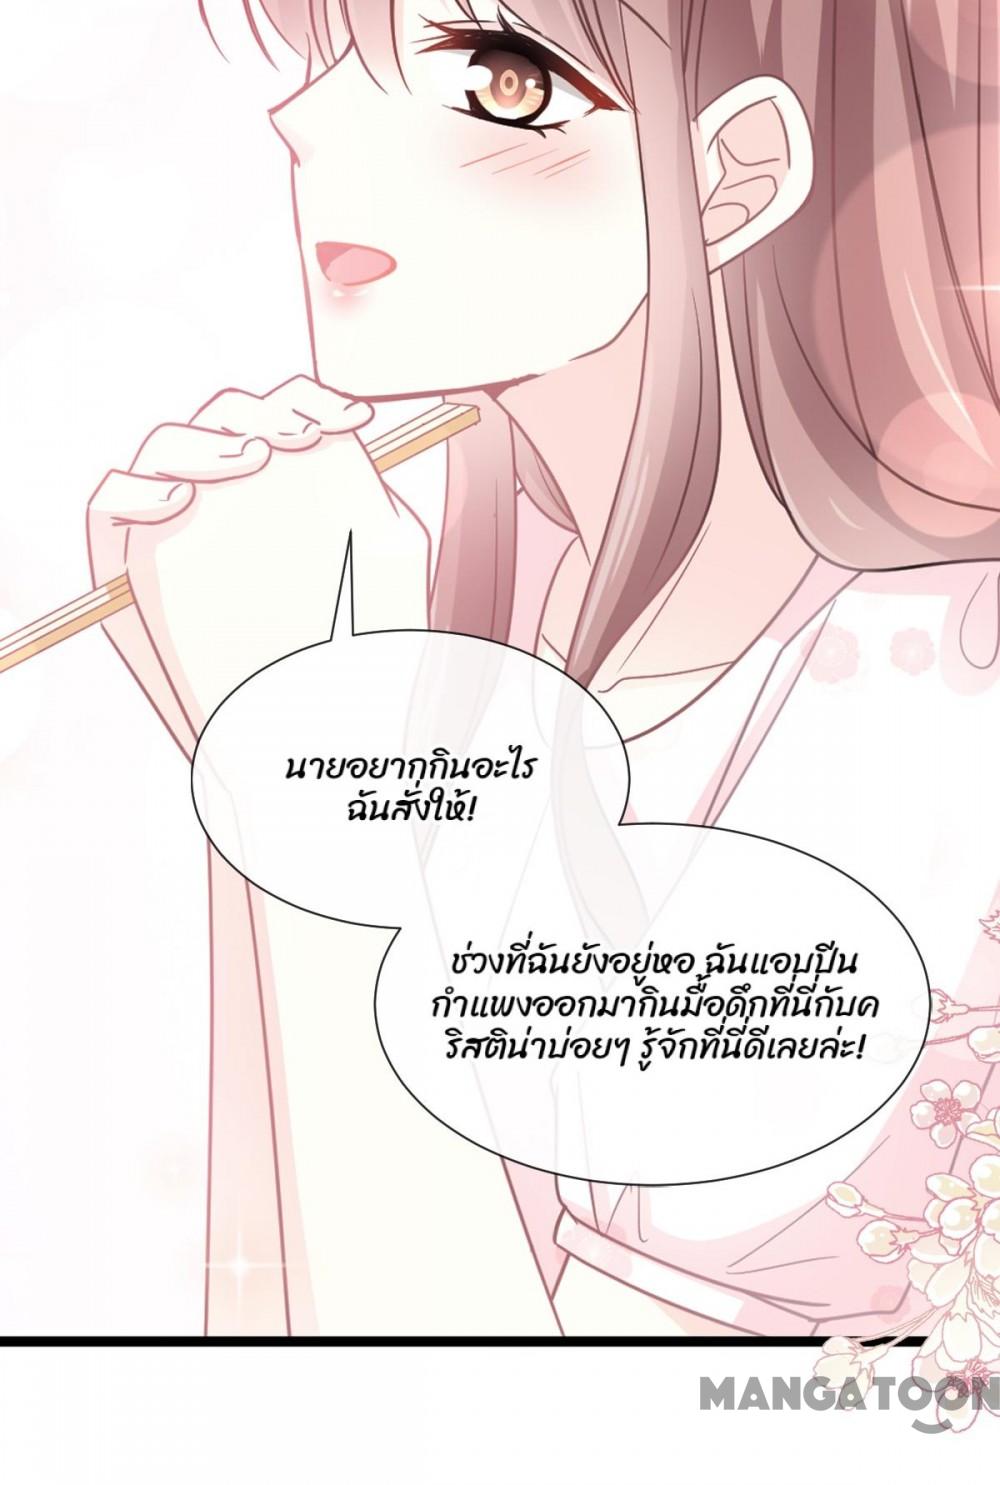 นายอยากกินอะไร
ฉันสั่งให้!
ช่วงที่ฉันยังอยู่หอ ฉันแอบปีน
กำแพงออกมากินมื้อดึกที่นี่กับค
ริสติน่าบ่อยๆ รู้จักที่นี่ดีเลยล่ะ!
MANGATOON